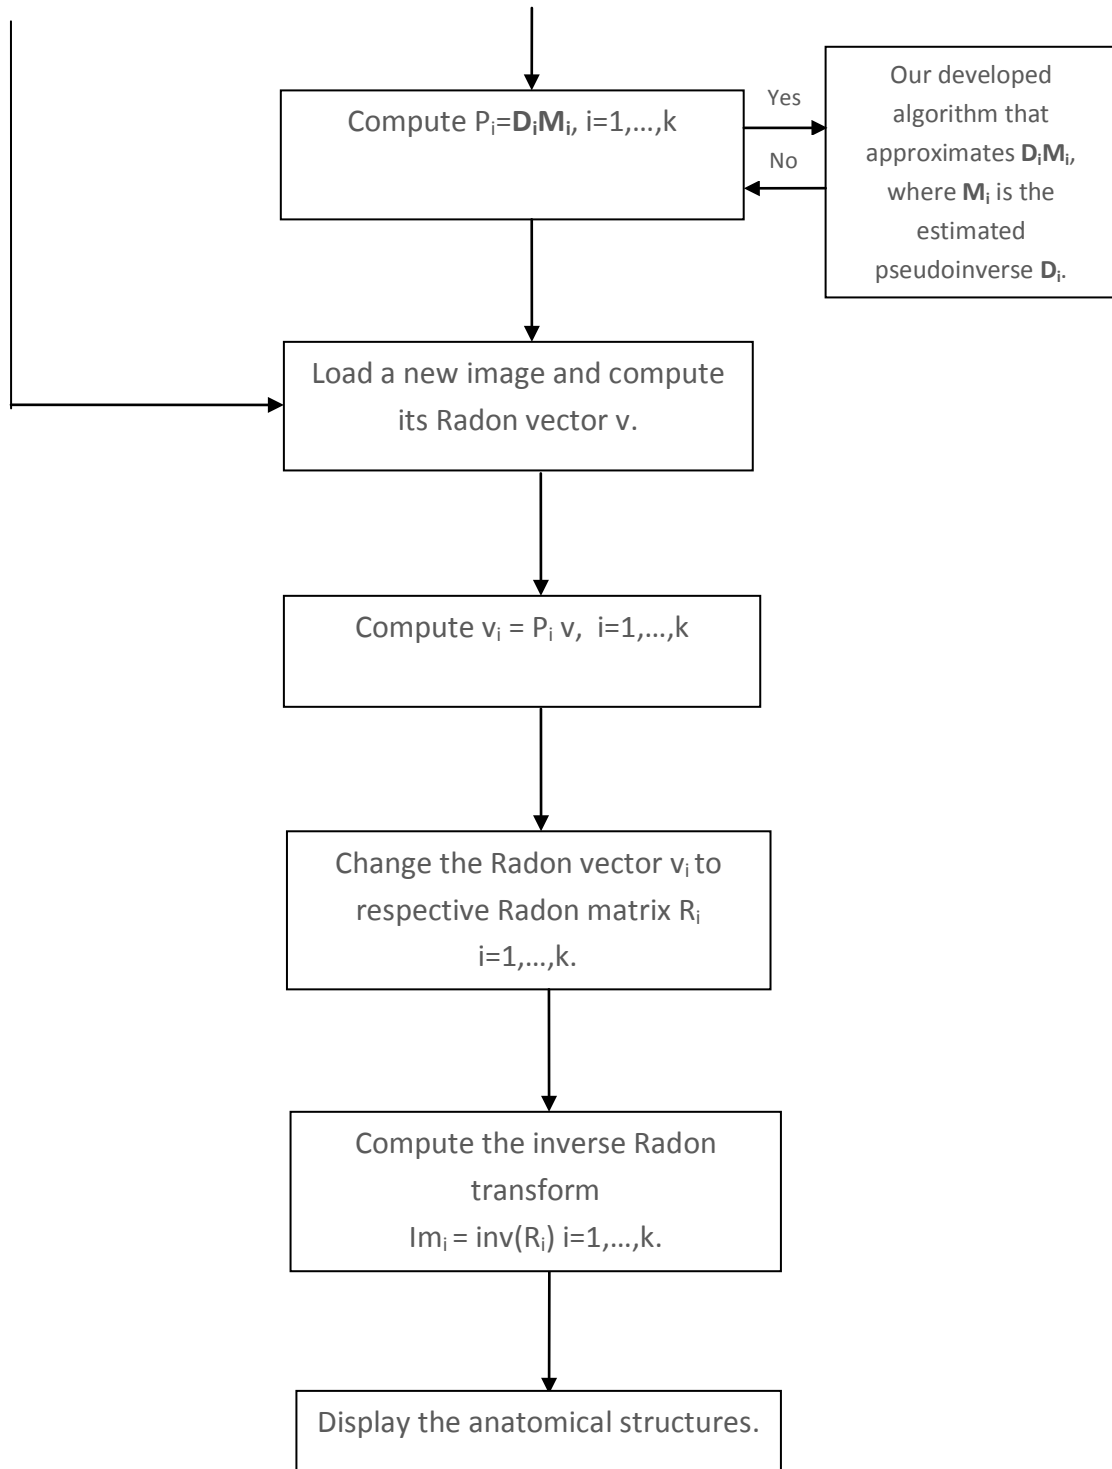 Compute Pᵢ=DᵢMᵢ, i=1,…,k
Yes
No
Our developed
algorithm that
approximates DᵢMᵢ,
where Mᵢ is the
estimated
pseudoinverse Dᵢ.
Load a new image and compute
its Radon vector v.
Compute vᵢ = Pᵢ v, i=1,…,k
Change the Radon vector vᵢ to
respective Radon matrix Rᵢ
i=1,…,k.
Compute the inverse Radon
transform
Imᵢ = inv(Rᵢ) i=1,…,k.
Display the anatomical structures.